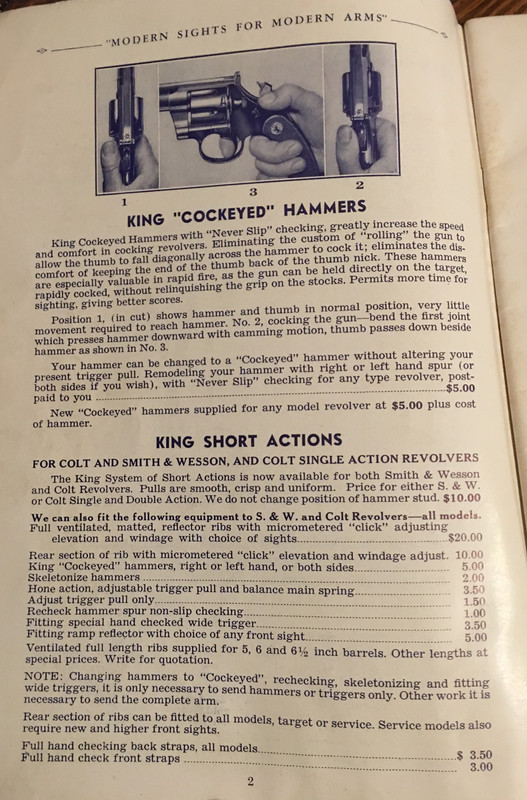 "MODERN SIGHTS FOR MODERN ARMS"
1
3
2
KING "COCKEYED" HAMMERS
King Cockeyed Hammers with "Never Slip" checking, greatly increase the speed
and comfort in cocking revolvers. Eliminating the custom of "rolling" the gun to
allow the thumb to fall diagonally across the hammer to cock it; eliminates the dis-
comfort of keeping the end of the thumb back of the thumb nick. These hammers
are especially valuable in rapid fire, as the gun can be held directly on the target,
rapidly cocked, without relinquishing the grip on the stocks. Permits more time for
sighting, giving better scores.
Position 1, (in cut) shows hammer and thumb in normal position, very little
movement required to reach hammer. No. 2, cocking the gun—bend the first joint
which presses hammer downward with camming motion, thumb passes down beside
hammer as shown in No. 3.
Your hammer can be changed to a "Cockeyed" hammer without altering your
present trigger pull. Remodeling your hammer with right or left hand spur (or
both sides if you wish), with "Never Slip" checking for any type revolver, post-
paid to you ........ $5.00
New "Cockeyed" hammers supplied for any model revolver at $5.00 plus cost
of hammer.
KING SHORT ACTIONS
FOR COLT AND SMITH & WESSON, AND COLT SINGLE ACTION REVOLVERS
The King System of Short Actions is now available for both Smith & Wesson
and Colt Revolvers. Pulls are smooth, crisp and uniform. Price for either S. & W.
or Colt Single and Double Action. We do not change position of hammer stud. $10.00
We can also fit the following equipment to S. & W. and Colt Revolvers—all models.
Full ventilated, matted, reflector ribs with micrometered "click" adjusting
elevation and windage with choice of sights........ $20.00
Rear section of rib with micrometered "click" elevation and windage adjust. 10.00
King "Cockeyed" hammers, right or left hand, or both sides........ 5.00
Skeletonize hammers ........ 2.00
Hone action, adjustable trigger pull and balance main spring........ 3.50
Adjust trigger pull only........ 1.50
Recheck hammer spur non-slip checking........ 1.00
Fitting special hand checked wide trigger........ 3.50
Fitting ramp reflector with choice of any front sight........ 5.00
Ventilated full length ribs supplied for 5, 6 and 6½ inch barrels. Other lengths at
special prices. Write for quotation.
NOTE: Changing hammers to "Cockeyed", rechecking, skeletonizing and fitting
wide triggers, it is only necessary to send hammers or triggers only. Other work it is
necessary to send the complete arm.
Rear section of ribs can be fitted to all models, target or service. Service models also
require new and higher front sights.
Full hand checking back straps, all models........ $ 3.50
Full hand check front straps ........ 3.00
2